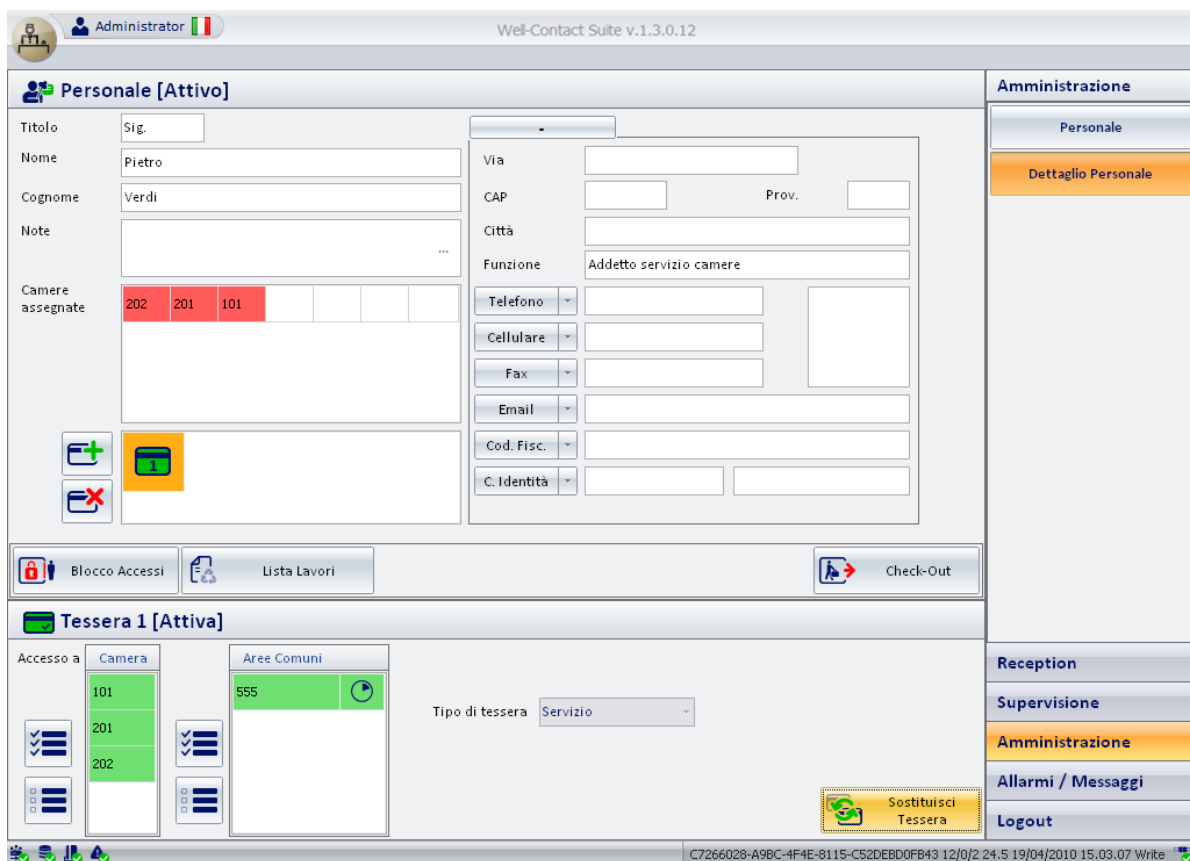 Administrator
Well-Contact Suite v.1.3.0.12
Personale [Attivo]
Titolo
Sig.
Nome
Pietro
Cognome
Verdi
Note
...
Camere
assegnate
202 201 101
1
-
Via
CAP
Prov.
Città
Funzione
Addetto servizio camere
Telefono
Cellulare
Fax
Email
Cod. Fisc.
C. Identità
Blocco Accessi
Lista Lavori
Check-Out
Tessera 1 [Attiva]
Accesso a
Camera
101
201
202
Aree Comuni
555
Tipo di tessera
Servizio
Sostituisci
Tessera
Amministrazione
Personale
Dettaglio Personale
Reception
Supervisione
Amministrazione
Allarmi / Messaggi
Logout
C7266028-A9BC-4F4E-8115-C52DEBD0FB43 12/0/2 24.5 19/04/2010 15.03.07 Write